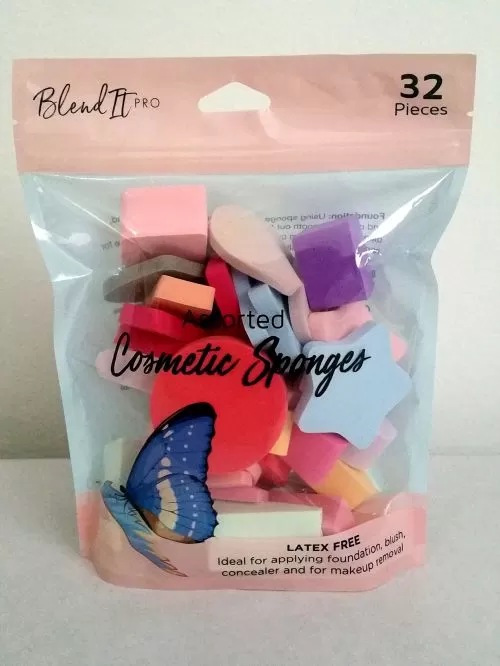 Blend It PRO
32
Pieces
Assorted
Cosmetic Sponges
LATEX FREE
Ideal for applying foundation, blush,
concealer and for makeup removal